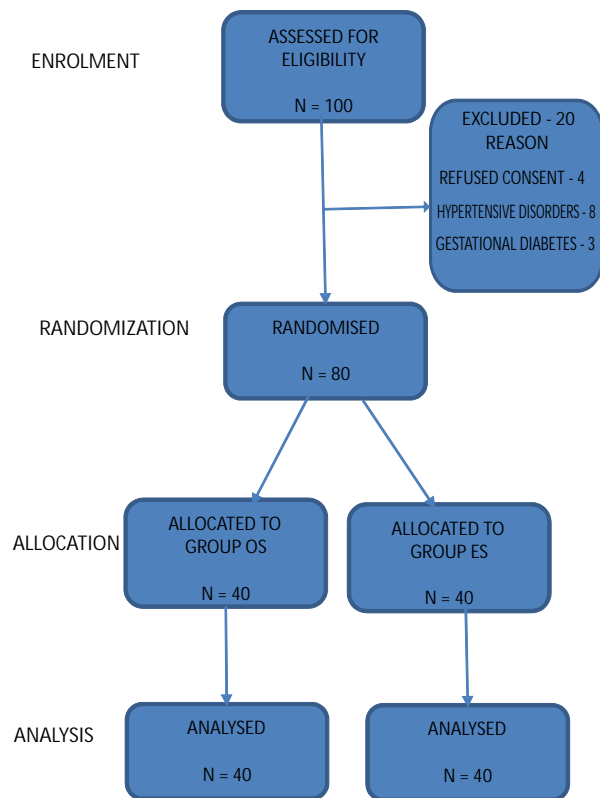 ENROLMENT
ASSESSED FOR
ELIGIBILITY
N = 100
EXCLUDED - 20
REASON
REFUSED CONSENT - 4
HYPERTENSIVE DISORDERS - 8
GESTATIONAL DIABETES - 3
RANDOMIZATION
RANDOMISED
N = 80
ALLOCATION
ALLOCATED TO
GROUP OS
N = 40
ALLOCATED TO
GROUP ES
N = 40
ANALYSIS
ANALYSED
N = 40
ANALYSED
N = 40